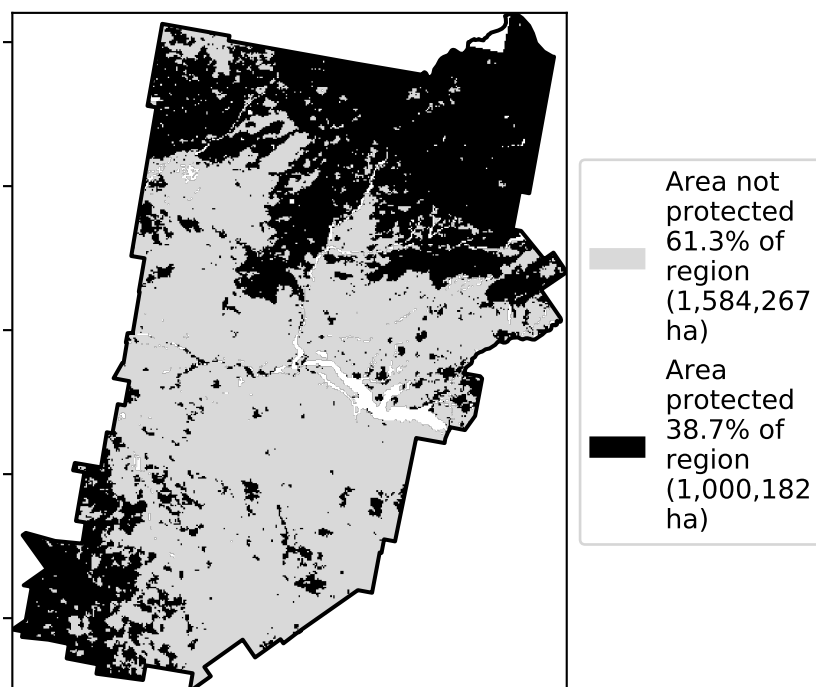 Area not
protected
61.3% of
region
(1,584,267
ha)
Area
protected
38.7% of
region
(1,000,182
ha)